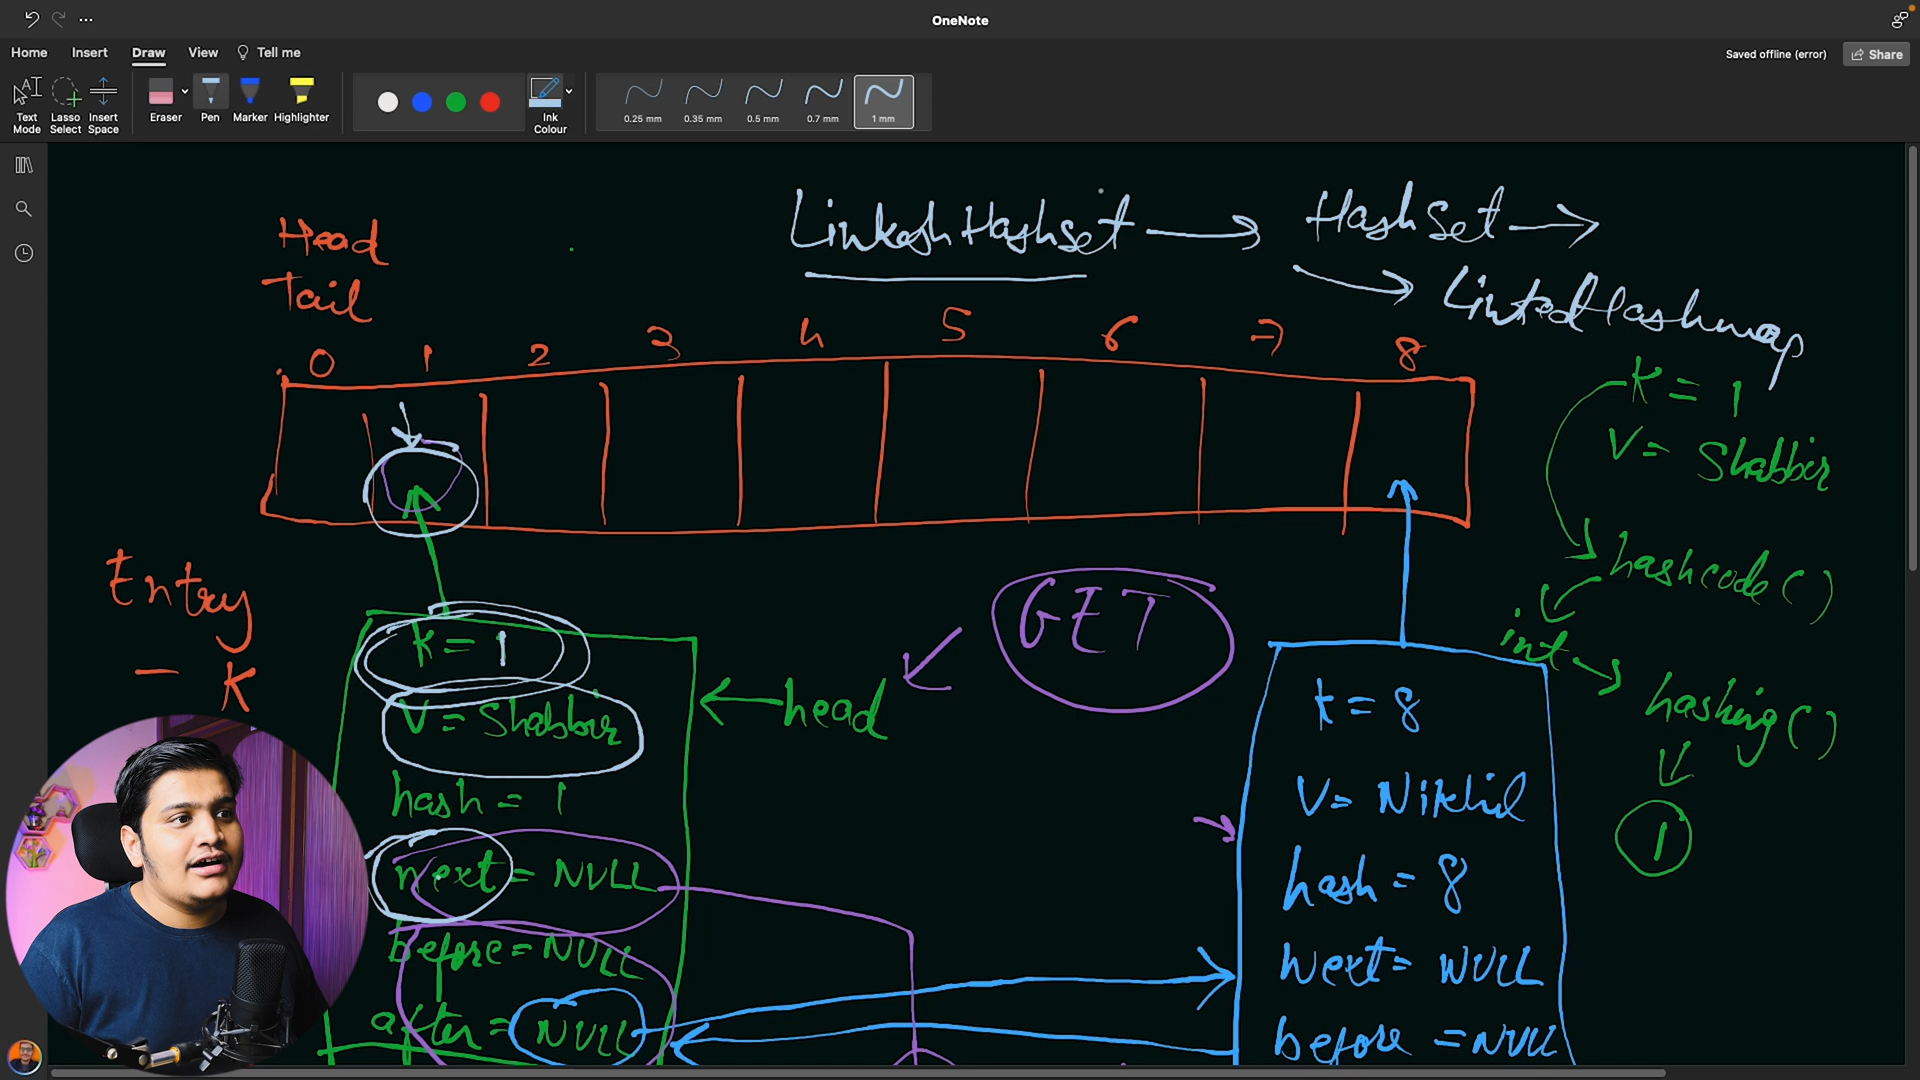 OneNote
Home Insert Draw View Tell me
Saved offline (error) Share
Text Mode
Lasso Select
Insert Space
Eraser
Pen
Marker
Highlighter
Ink Colour
0.25 mm 0.35 mm 0.5 mm 0.7 mm 1 mm
Head
Tail
LinkeshHashset → HashSet →
→ LinkedHashmap
0 1 2 3 4 5 6 7 8
k = 1
V = Shabbir
hashcode()
int → hashing()
1
Entry
- K
GET
k = 1
V = Shabbir
hash = 1
next = NULL
before = NULL
after = NULL
← head
k = 8
V = Nikhil
hash = 8
Next = NULL
before = NULL